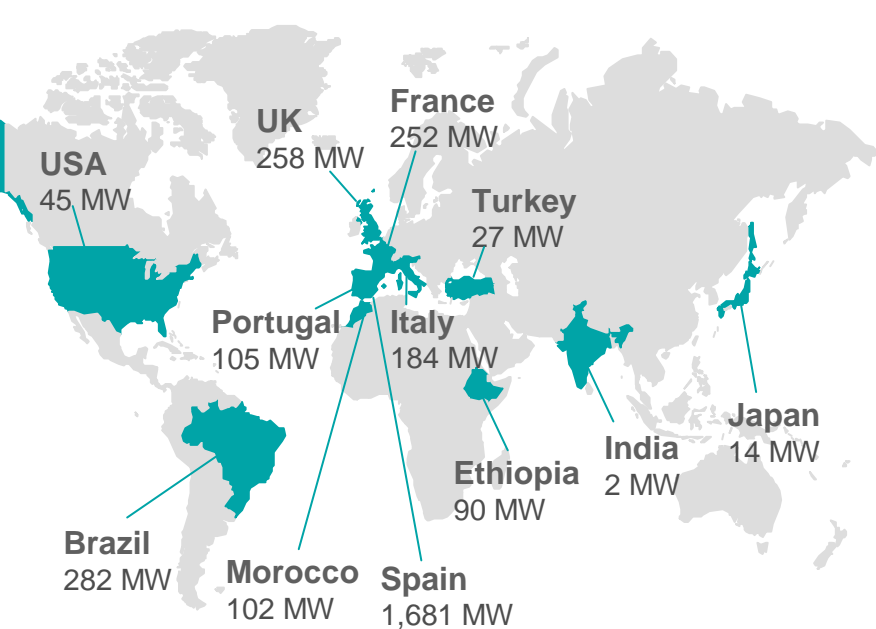 France
252 MW
UK
258 MW
USA
45 MW
Turkey
27 MW
Portugal
105 MW
Italy
184 MW
Japan
14 MW
India
2 MW
Ethiopia
90 MW
Brazil
282 MW
Morocco
102 MW
Spain
1,681 MW